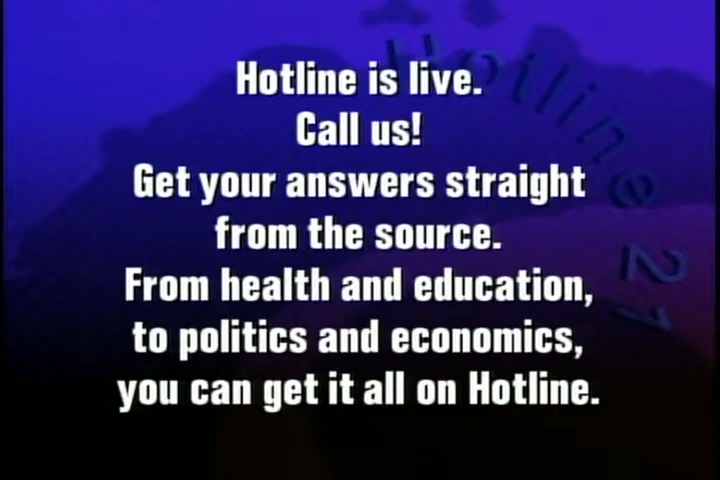 Hotline is live.
Call us!
Get your answers straight
from the source.
From health and education,
to politics and economics,
you can get it all on Hotline.
Hotline 21